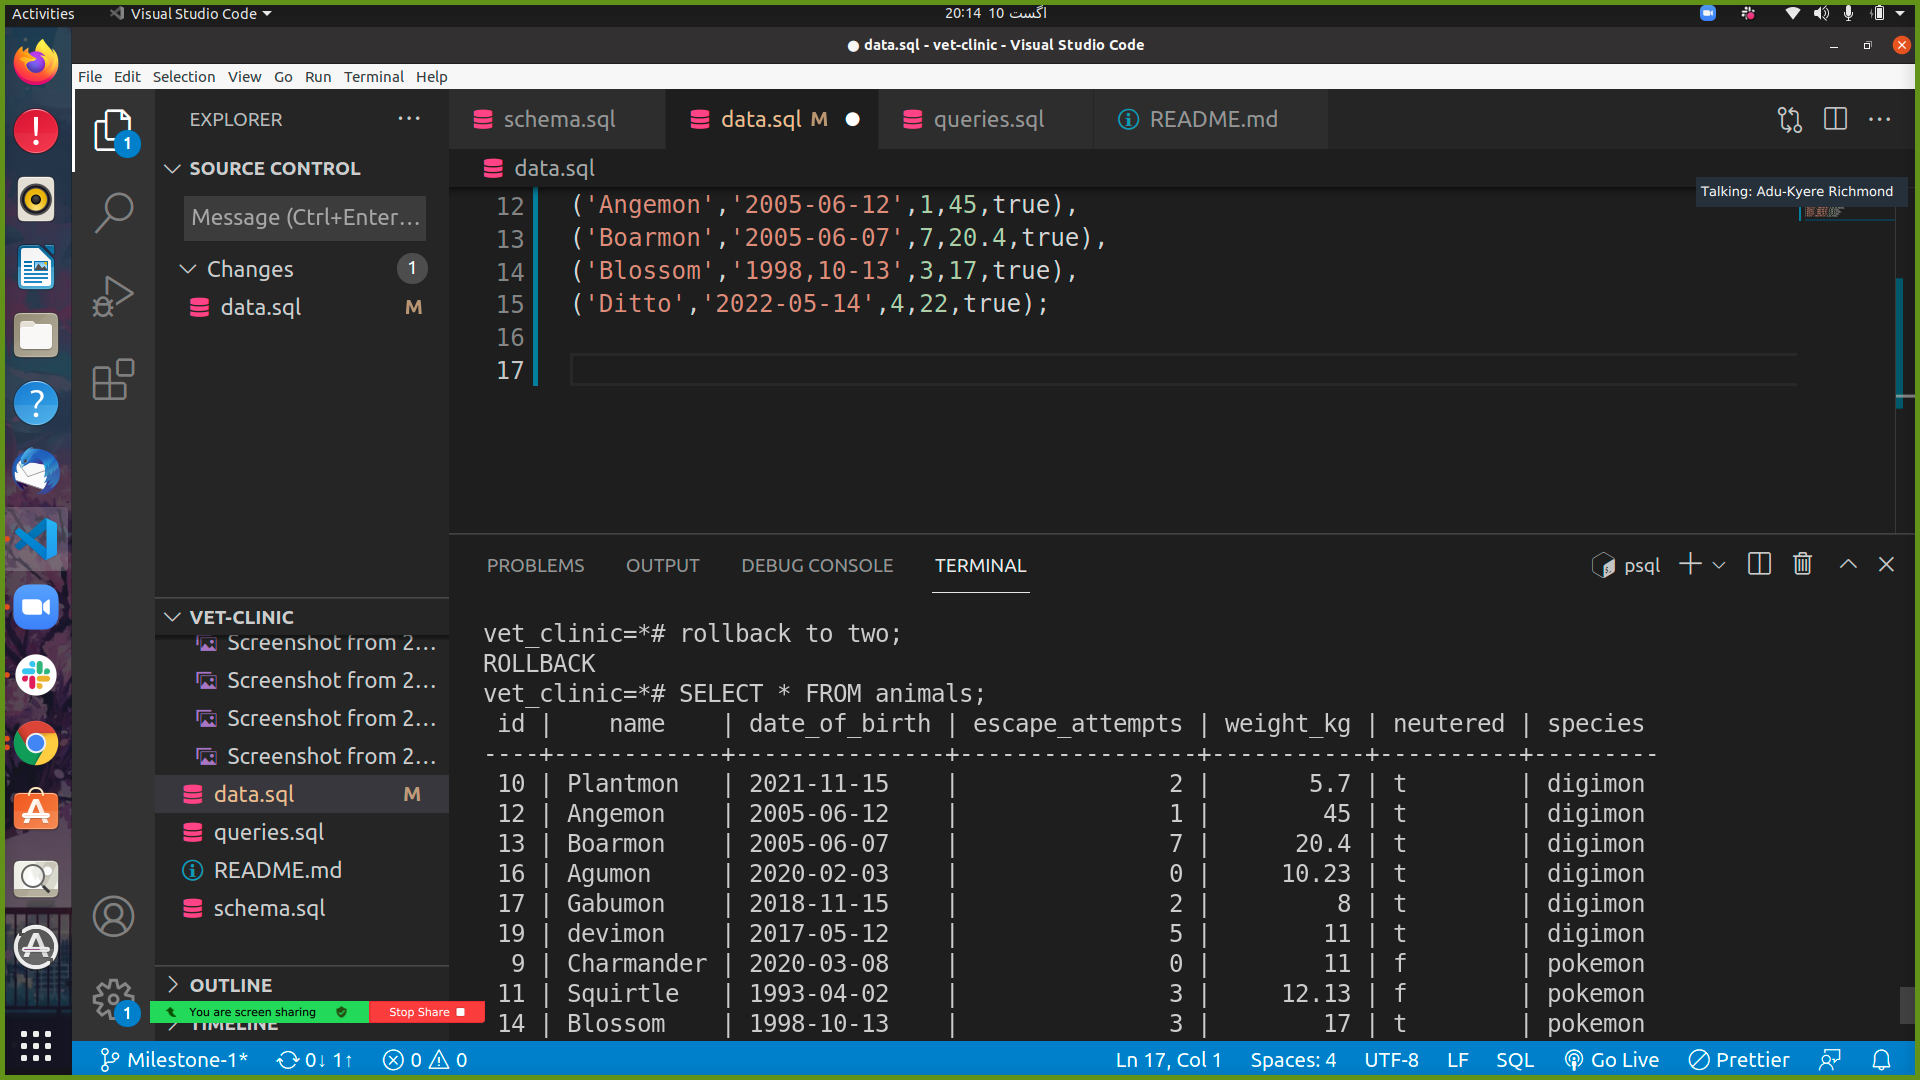 Activities
Visual Studio Code
20:14 10 اگست
data.sql - vet-clinic - Visual Studio Code
File Edit Selection View Go Run Terminal Help
EXPLORER
schema.sql
data.sql M
queries.sql
README.md
1
SOURCE CONTROL
data.sql
Message (Ctrl+Enter...
Talking: Adu-Kyere Richmond
Changes 1
data.sql M
12 ('Angemon','2005-06-12',1,45,true),
13 ('Boarmon','2005-06-07',7,20.4,true),
14 ('Blossom','1998,10-13',3,17,true),
15 ('Ditto','2022-05-14',4,22,true);
16
17
PROBLEMS OUTPUT DEBUG CONSOLE TERMINAL
psql
VET-CLINIC
Screenshot from 2...
Screenshot from 2...
Screenshot from 2...
Screenshot from 2...
data.sql M
queries.sql
README.md
schema.sql
OUTLINE
TIMELINE
vet_clinic=*# rollback to two;
ROLLBACK
vet_clinic=*# SELECT * FROM animals;
id | name | date_of_birth | escape_attempts | weight_kg | neutered | species
----+------------+---------------+-----------------+-----------+----------+---------
10 | Plantmon | 2021-11-15 | 2 | 5.7 | t | digimon
12 | Angemon | 2005-06-12 | 1 | 45 | t | digimon
13 | Boarmon | 2005-06-07 | 7 | 20.4 | t | digimon
16 | Agumon | 2020-02-03 | 0 | 10.23 | t | digimon
17 | Gabumon | 2018-11-15 | 2 | 8 | t | digimon
19 | devimon | 2017-05-12 | 5 | 11 | t | digimon
9 | Charmander | 2020-03-08 | 0 | 11 | f | pokemon
11 | Squirtle | 1993-04-02 | 3 | 12.13 | f | pokemon
14 | Blossom | 1998-10-13 | 3 | 17 | t | pokemon
1
You are screen sharing
Stop Share
Milestone-1* 0↓ 1↑ 0 0
Ln 17, Col 1 Spaces: 4 UTF-8 LF SQL Go Live Prettier